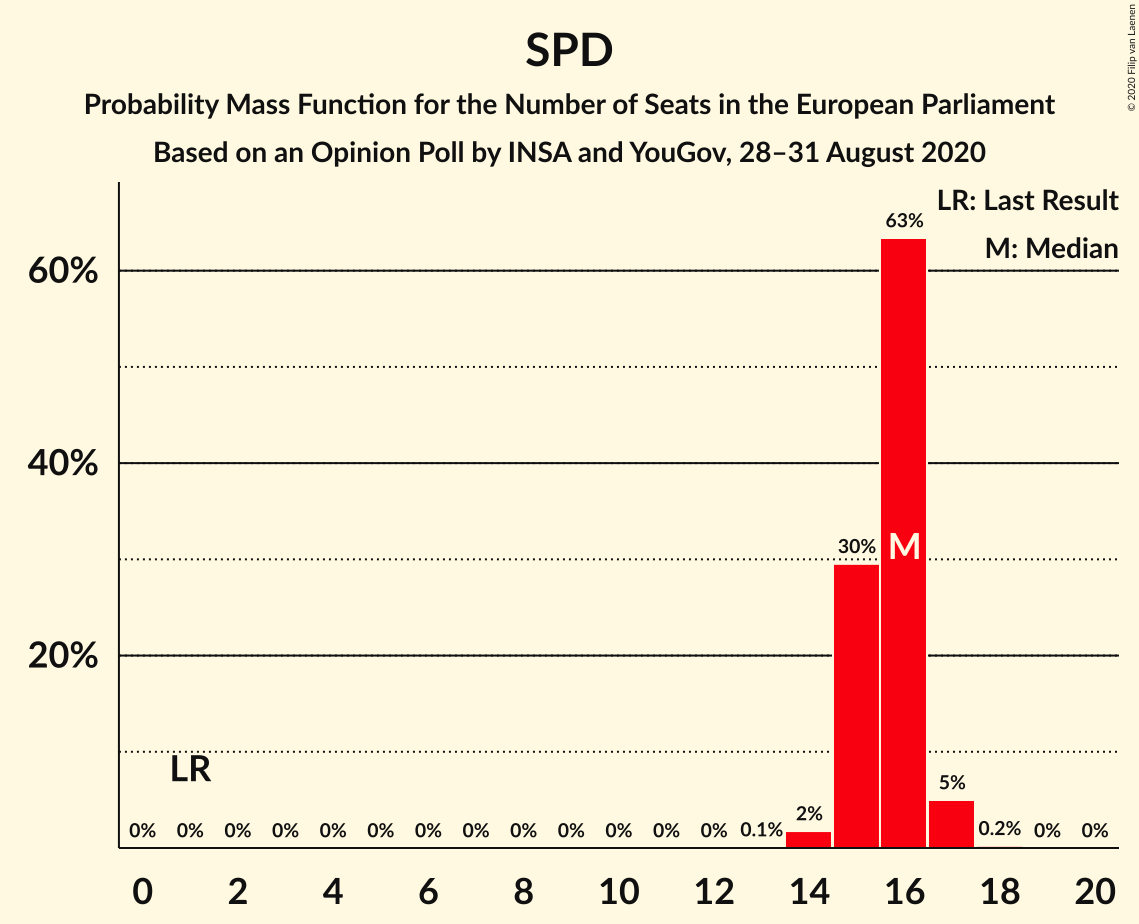 SPD
Probability Mass Function for the Number of Seats in the European Parliament
Based on an Opinion Poll by INSA and YouGov, 28–31 August 2020
© 2020 Filip van Laenen
LR: Last Result
M: Median
63%
60%
40%
30%
M
20%
LR
5%
2%
0% 0% 0% 0% 0% 0% 0% 0% 0% 0% 0% 0% 0% 0.1% 0.2% 0% 0%
0 2 4 6 8 10 12 14 16 18 20